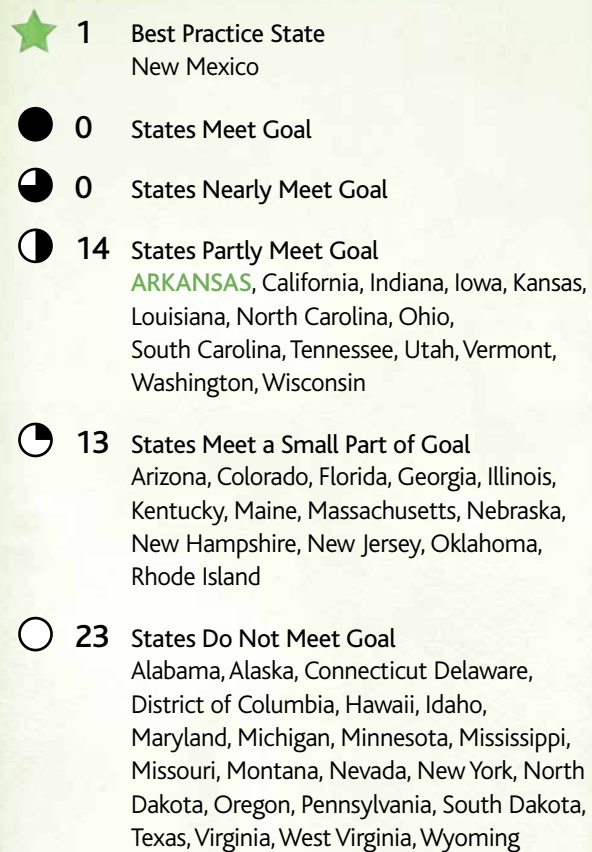 1 Best Practice State
New Mexico
0 States Meet Goal
0 States Nearly Meet Goal
14 States Partly Meet Goal
ARKANSAS, California, Indiana, Iowa, Kansas,
Louisiana, North Carolina, Ohio,
South Carolina, Tennessee, Utah, Vermont,
Washington, Wisconsin
13 States Meet a Small Part of Goal
Arizona, Colorado, Florida, Georgia, Illinois,
Kentucky, Maine, Massachusetts, Nebraska,
New Hampshire, New Jersey, Oklahoma,
Rhode Island
23 States Do Not Meet Goal
Alabama, Alaska, Connecticut Delaware,
District of Columbia, Hawaii, Idaho,
Maryland, Michigan, Minnesota, Mississippi,
Missouri, Montana, Nevada, New York, North
Dakota, Oregon, Pennsylvania, South Dakota,
Texas, Virginia, West Virginia, Wyoming